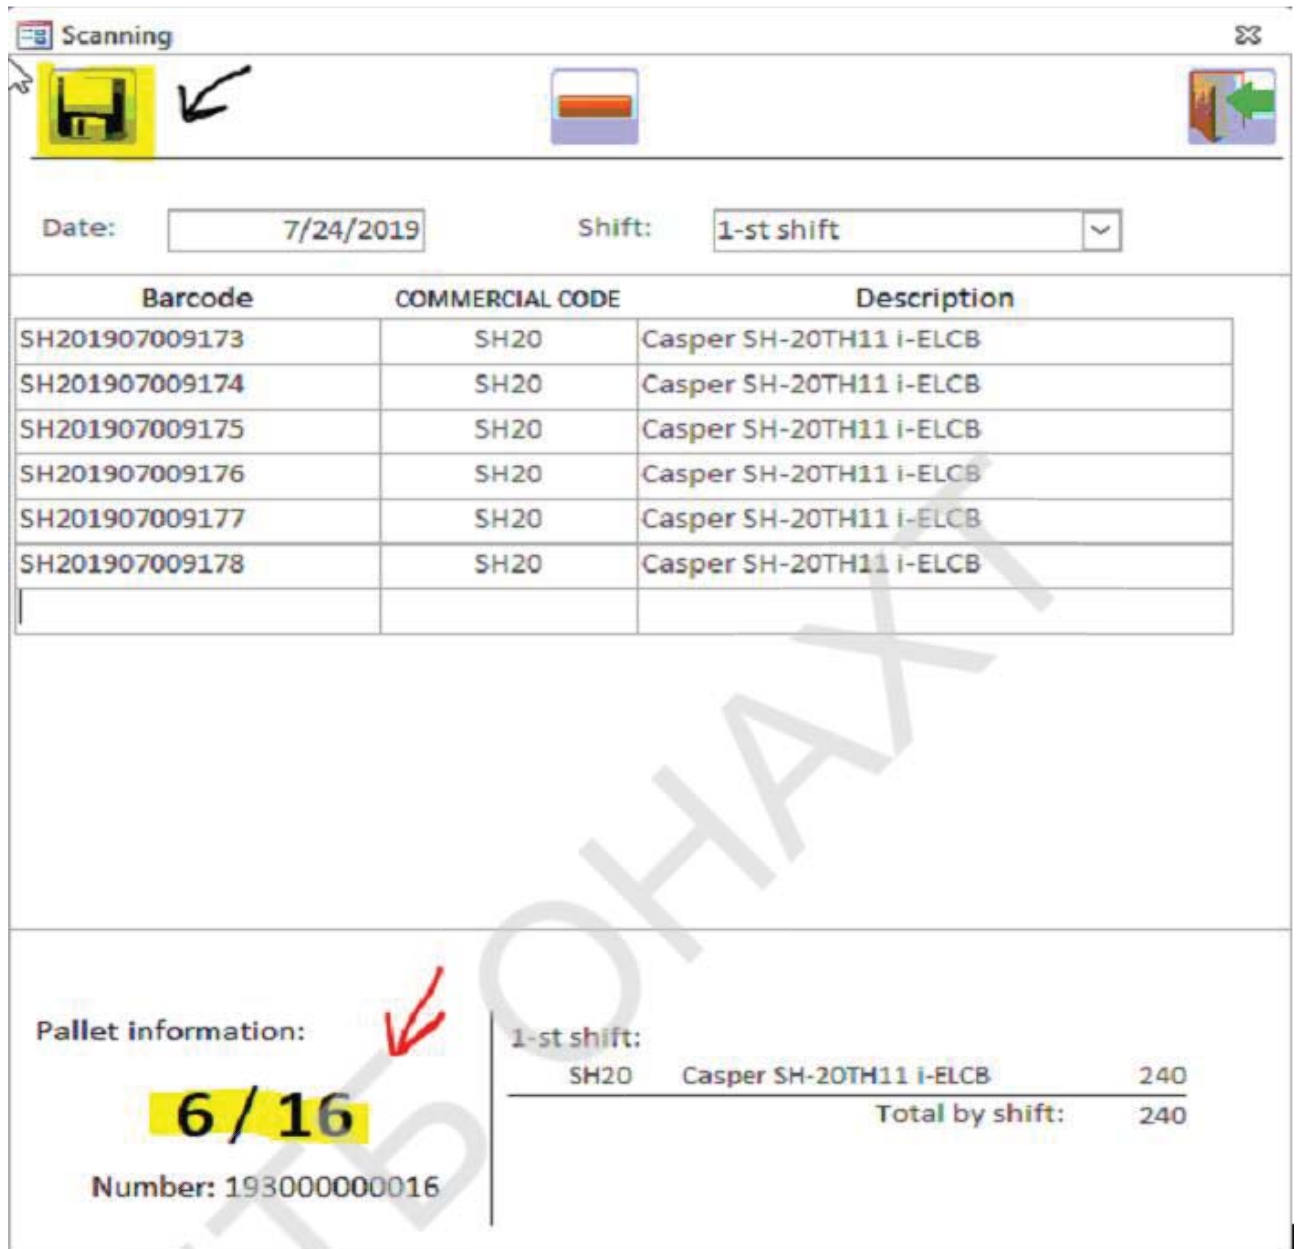 Scanning
Date: 7/24/2019 Shift: 1-st shift
Barcode COMMERCIAL CODE Description
SH201907009173 SH20 Casper SH-20TH11 i-ELCB
SH201907009174 SH20 Casper SH-20TH11 i-ELCB
SH201907009175 SH20 Casper SH-20TH11 i-ELCB
SH201907009176 SH20 Casper SH-20TH11 i-ELCB
SH201907009177 SH20 Casper SH-20TH11 i-ELCB
SH201907009178 SH20 Casper SH-20TH11 i-ELCB
Pallet information:
6 / 16
Number: 193000000016
1-st shift:
SH20 Casper SH-20TH11 i-ELCB 240
Total by shift: 240
ОНАХТ